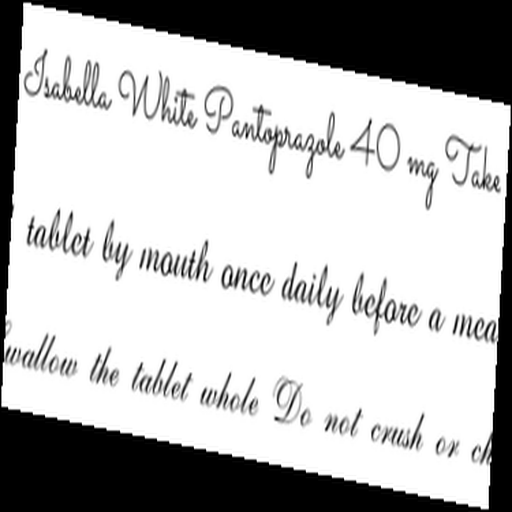 Isabella White Pantoprazole 40 mg Take
tablet by mouth once daily before a
the tablet whole Do not crush or